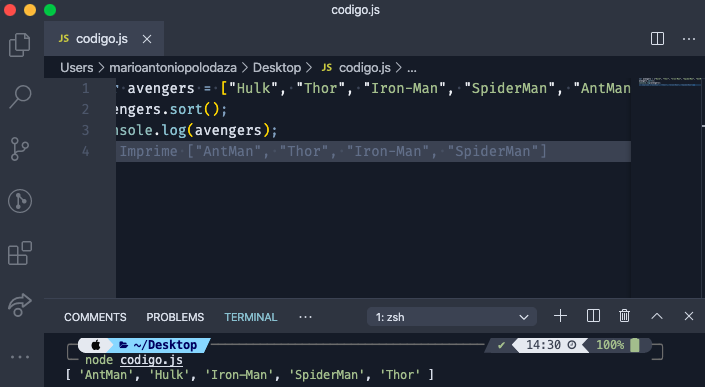 codigo.js
JS codigo.js
Users > marioantoniopolodaza > Desktop > JS codigo.js > ...
1 avengers = ["Hulk", "Thor", "Iron-Man", "SpiderMan", "AntMan
2 engers.sort();
3 nsole.log(avengers);
4 Imprime ["AntMan", "Thor", "Iron-Man", "SpiderMan"]
COMMENTS PROBLEMS TERMINAL ... 1: zsh
~/Desktop ✔ 14:30 100%
node codigo.js
[ 'AntMan', 'Hulk', 'Iron-Man', 'SpiderMan', 'Thor' ]